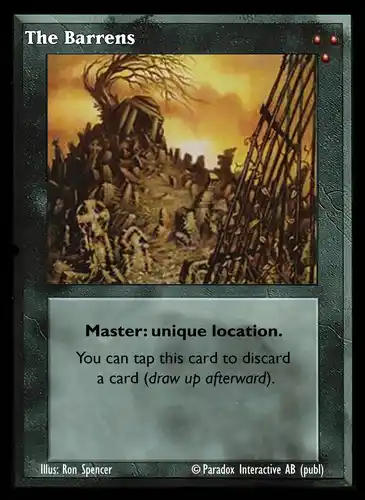 The Barrens
Master: unique location.
You can tap this card to discard
a card (draw up afterward).
Illus: Ron Spencer © Paradox Interactive AB (publ)